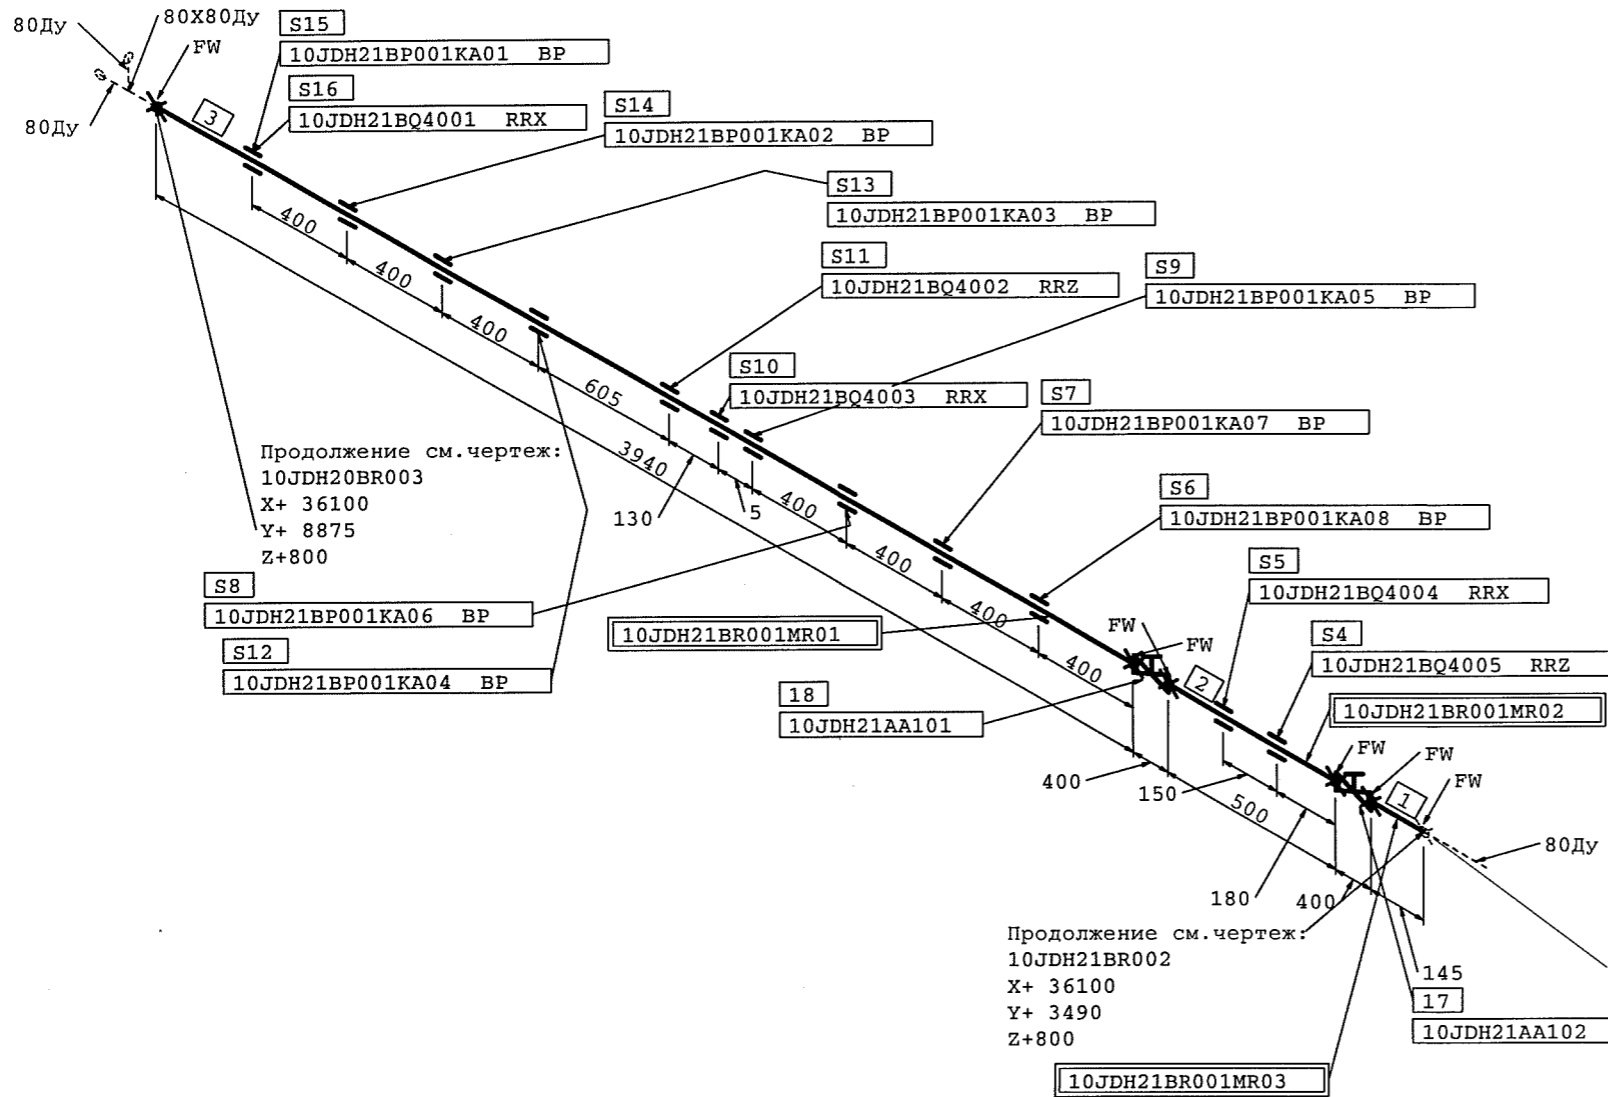 80Ду
80Х80Ду
FW
80Ду
3
S15
10JDH21BP001KA01 BP
S16
10JDH21BQ4001 RRX
S14
10JDH21BP001KA02 BP
S13
10JDH21BP001KA03 BP
S11
10JDH21BQ4002 RRZ
S9
10JDH21BP001KA05 BP
S10
10JDH21BQ4003 RRX
S7
10JDH21BP001KA07 BP
S6
10JDH21BP001KA08 BP
S5
10JDH21BQ4004 RRX
S4
10JDH21BQ4005 RRZ
10JDH21BR001MR02
400
400
400
605
3940
130
5
400
400
400
400
Продолжение см.чертеж:
10JDH20BR003
X+ 36100
Y+ 8875
Z+800
S8
10JDH21BP001KA06 BP
S12
10JDH21BP001KA04 BP
10JDH21BR001MR01
18
10JDH21AA101
FW
FW
2
FW
FW
FW
1
80Ду
400
150
500
180
400
145
Продолжение см.чертеж:
10JDH21BR002
X+ 36100
Y+ 3490
Z+800
17
10JDH21AA102
10JDH21BR001MR03